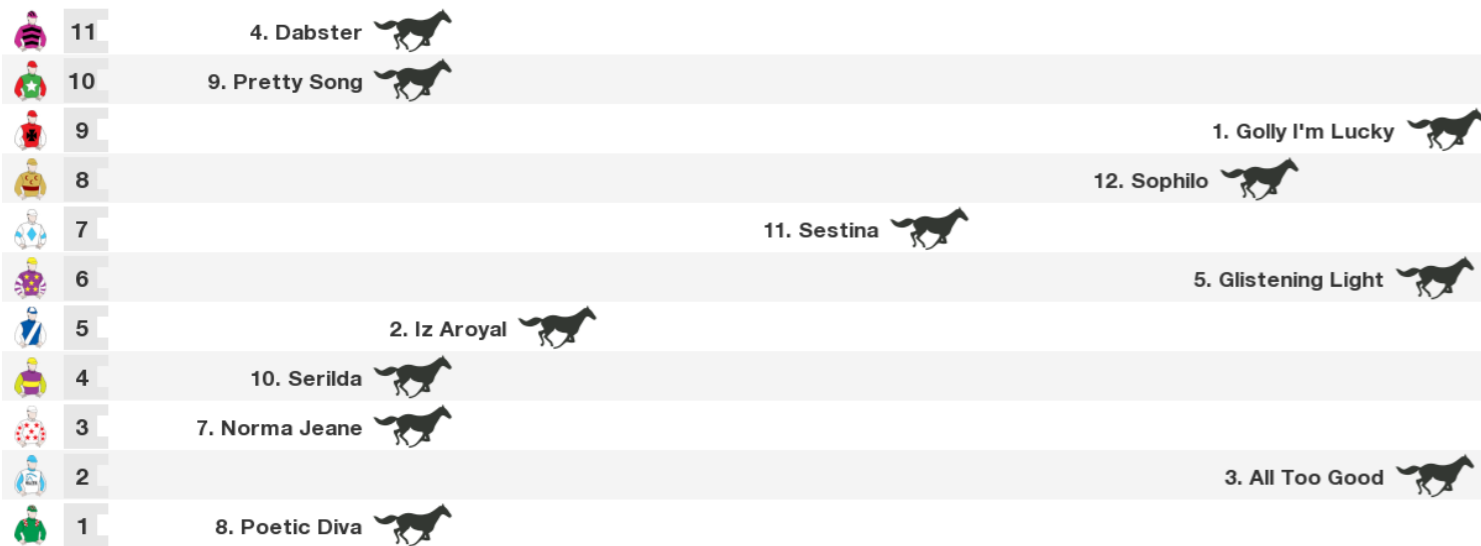 11 4. Dabster
10 9. Pretty Song
9 1. Golly I'm Lucky
8 12. Sophilo
7 11. Sestina
6 5. Glistening Light
5 2. Iz Aroyal
4 10. Serilda
3 7. Norma Jeane
2 3. All Too Good
1 8. Poetic Diva